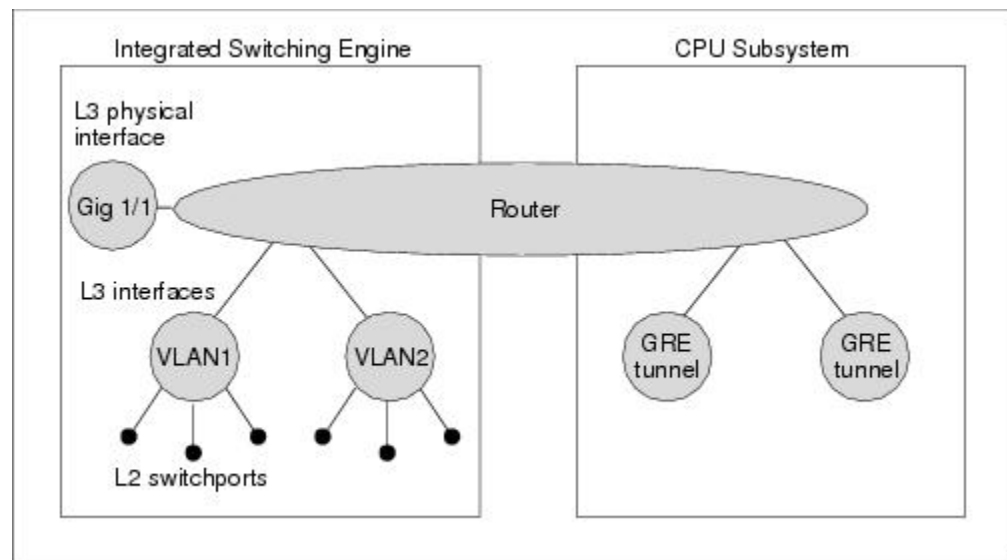 Integrated Switching Engine
CPU Subsystem
L3 physical
interface
Gig 1/1
Router
L3 interfaces
VLAN1
VLAN2
GRE
tunnel
GRE
tunnel
L2 switchports